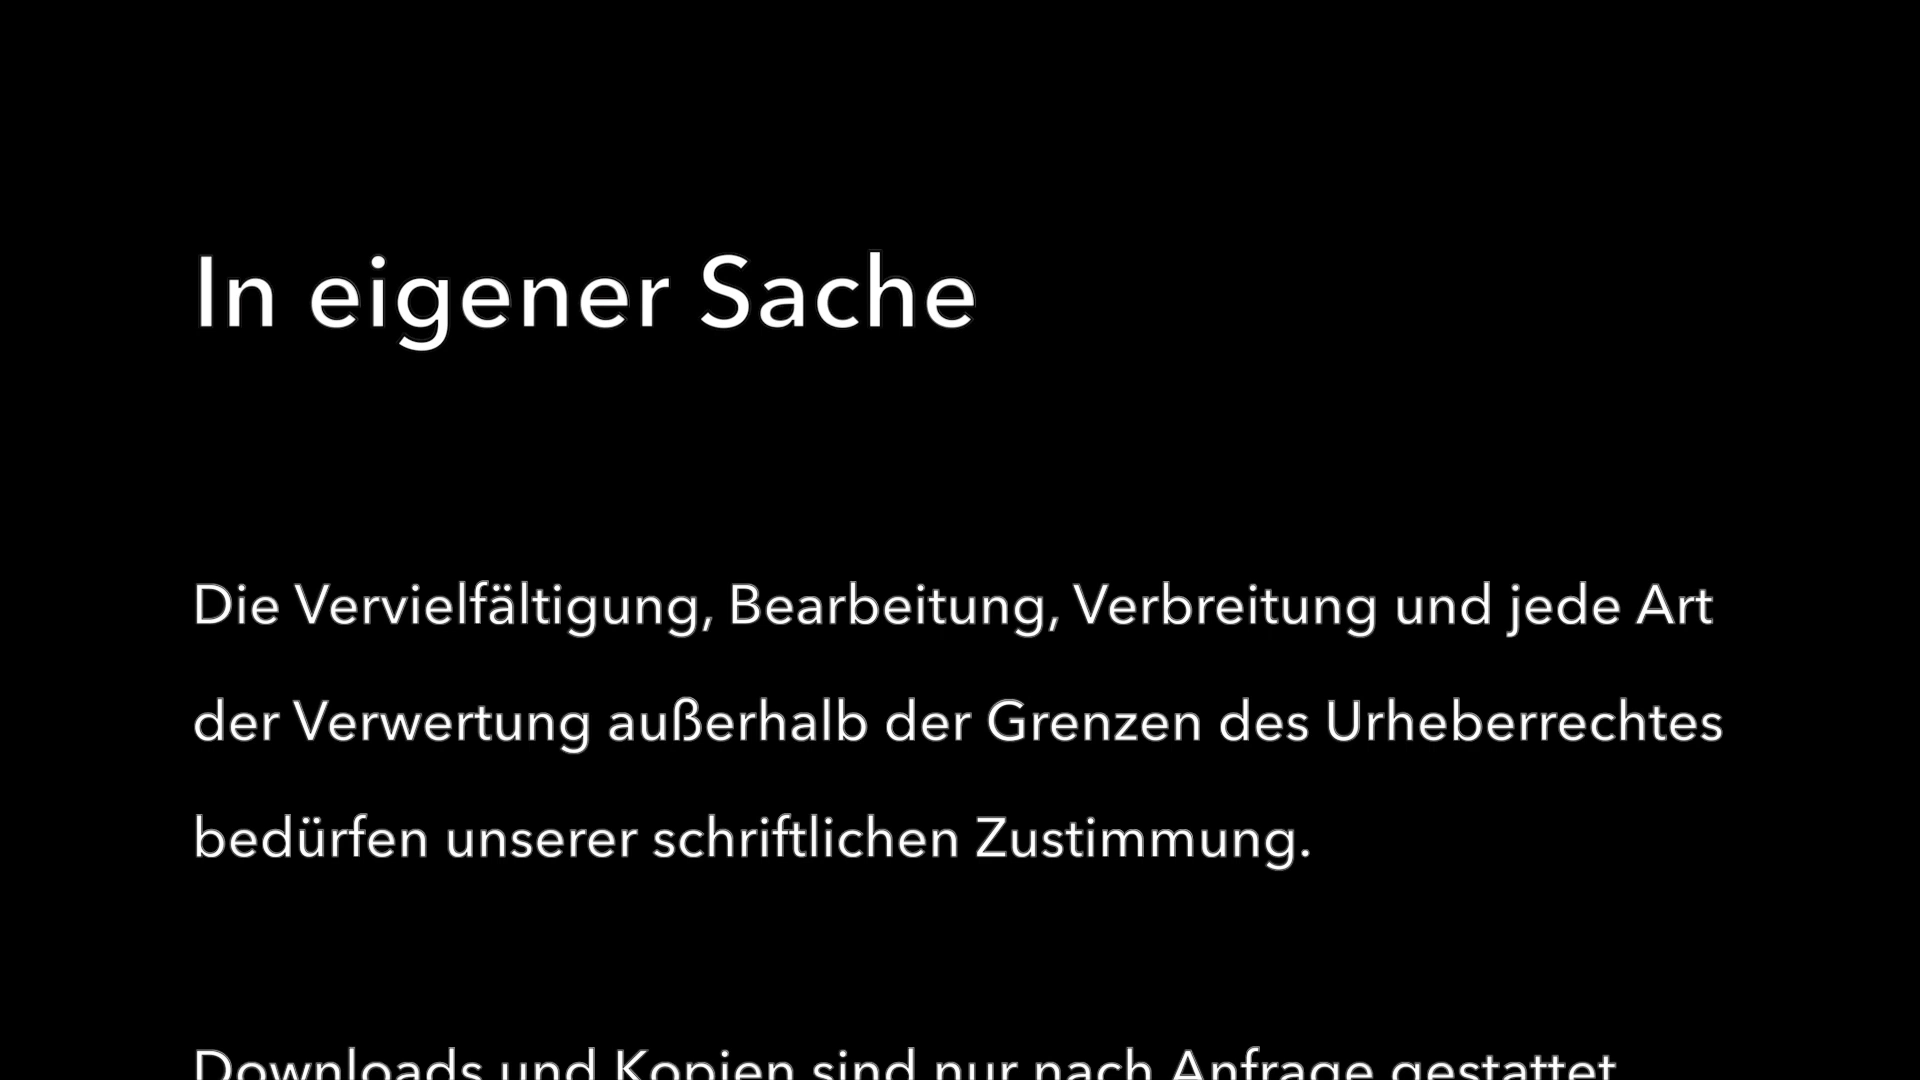 In eigener Sache
Die Vervielfältigung, Bearbeitung, Verbreitung und jede Art
der Verwertung außerhalb der Grenzen des Urheberrechtes
bedürfen unserer schriftlichen Zustimmung.
Downloads und Kopien sind nur nach Anfrage gestattet